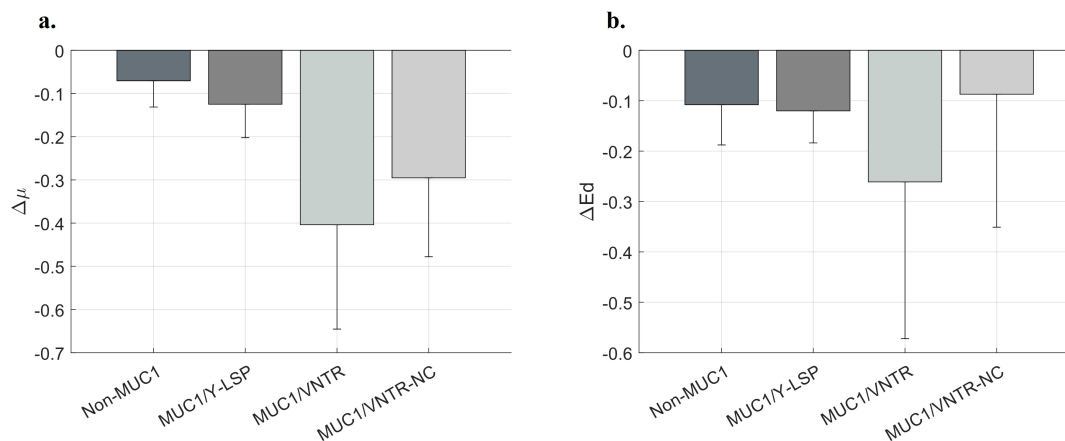 a.
0
-0.1
-0.2
-0.3
-0.4
-0.5
-0.6
-0.7
Δμ
Non-MUC1
MUC1/Y-LSP
MUC1/VNTR
MUC1/VNTR-NC
b.
0
-0.1
-0.2
-0.3
-0.4
-0.5
-0.6
ΔEd
Non-MUC1
MUC1/Y-LSP
MUC1/VNTR
MUC1/VNTR-NC